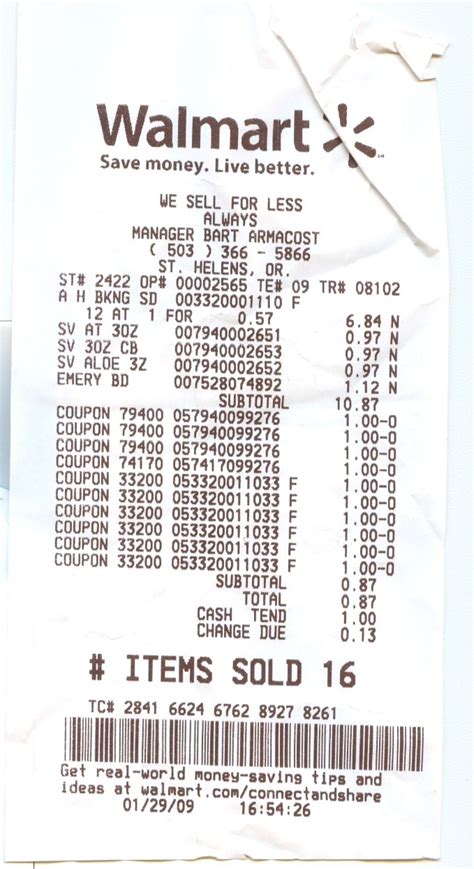 Walmart
Save money. Live better.
WE SELL FOR LESS
ALWAYS
MANAGER BART ARMACOST
( 503 ) 366 - 5866
ST. HELENS, OR.
ST# 2422 OP# 00002565 TE# 09 TR# 08102
A H BKNG SD 003320001110 F
12 AT 1 FOR 0.57 6.84 N
SV AT 3OZ 007940002651 0.97 N
SV 3OZ CB 007940002653 0.97 N
SV ALOE 3Z 007940002652 0.97 N
EMERY BD 007528074892 1.12 N
SUBTOTAL 10.87
COUPON 79400 057940099276 1.00-O
COUPON 79400 057940099276 1.00-O
COUPON 79400 057940099276 1.00-O
COUPON 74170 057417099276 1.00-O
COUPON 33200 053320011033 F 1.00-O
COUPON 33200 053320011033 F 1.00-O
COUPON 33200 053320011033 F 1.00-O
COUPON 33200 053320011033 F 1.00-O
COUPON 33200 053320011033 F 1.00-O
COUPON 33200 053320011033 F 1.00-O
SUBTOTAL 0.87
TOTAL 0.87
CASH TEND 1.00
CHANGE DUE 0.13
# ITEMS SOLD 16
TC# 2841 6624 6762 8927 8261
Get real-world money-saving tips and
ideas at walmart.com/connectandshare
01/29/09 16:54:26